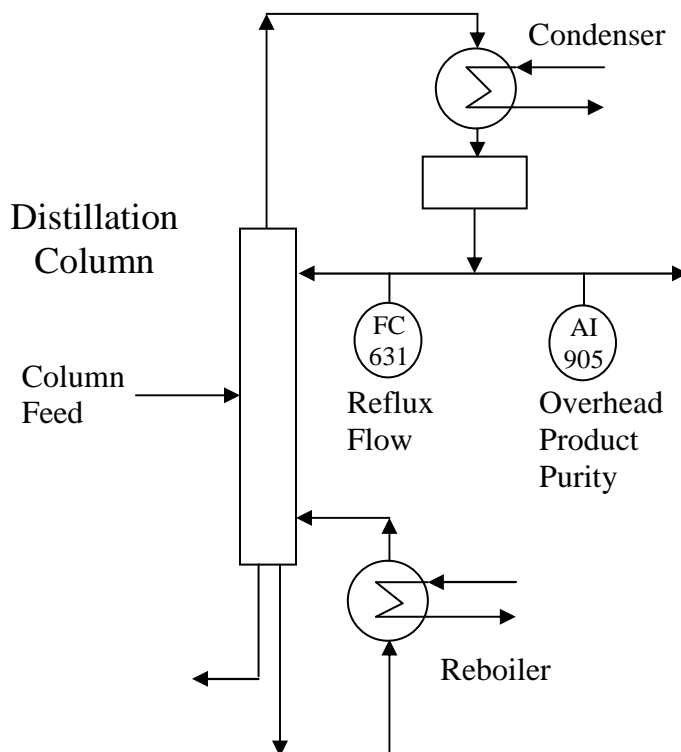 Condenser
Distillation
Column
FC
631
AI
905
Column
Feed
Reflux
Flow
Overhead
Product
Purity
Reboiler